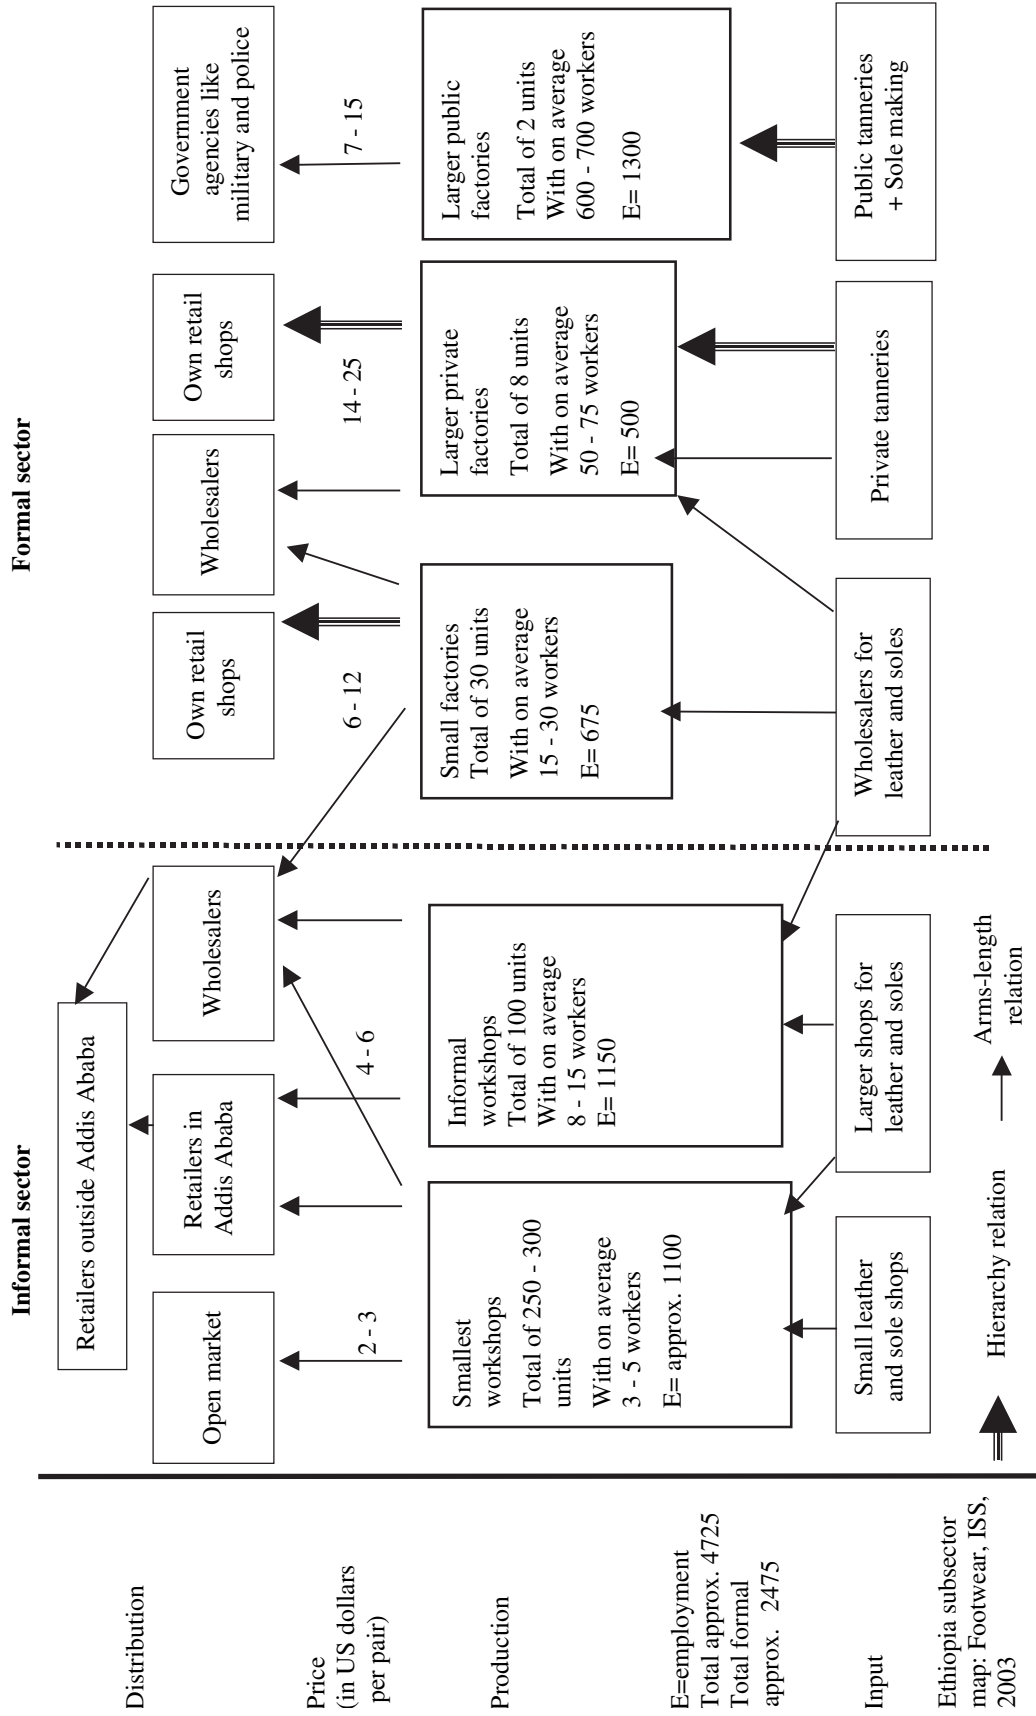 Informal sector
Formal sector
Distribution
Retailers outside Addis Ababa
Open market
Retailers in
Addis Ababa
Wholesalers
Own retail
shops
Wholesalers
Own retail
shops
Government
agencies like
military and police
Price
(in US dollars
per pair)
2 - 3
4 - 6
6 - 12
14 - 25
7 - 15
Production
Smallest
workshops
Total of 250 - 300
units
With on average
3 - 5 workers
E= approx. 1100
Informal
workshops
Total of 100 units
With on average
8 - 15 workers
E= 1150
Small factories
Total of 30 units
With on average
15 - 30 workers
E= 675
Larger private
factories
Total of 8 units
With on average
50 - 75 workers
E= 500
Larger public
factories
Total of 2 units
With on average
600 - 700 workers
E= 1300
E=employment
Total approx. 4725
Total formal
approx. 2475
Input
Small leather
and sole shops
Larger shops for
leather and soles
Wholesalers for
leather and soles
Private tanneries
Public tanneries
+ Sole making
Ethiopia subsector
map: Footwear, ISS,
2003
Hierarchy relation
Arms-length
relation